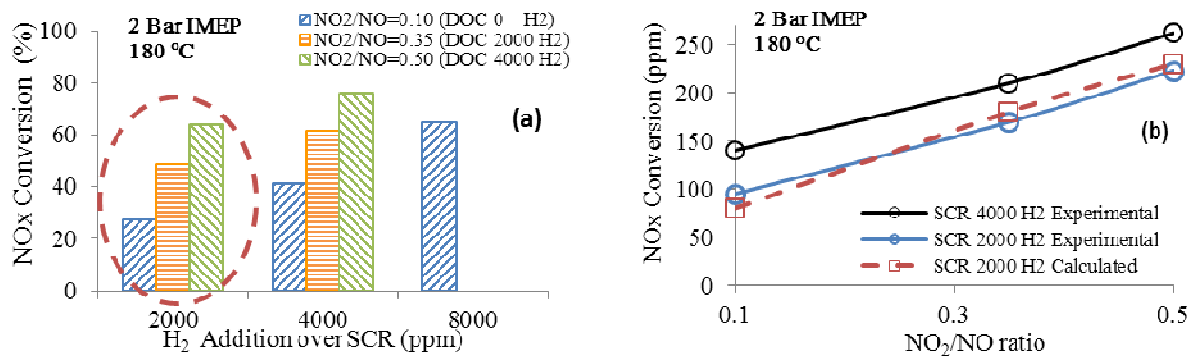 2 Bar IMEP
180 °C
NO2/NO=0.10 (DOC 0 H2)
NO2/NO=0.35 (DOC 2000 H2)
NO2/NO=0.50 (DOC 4000 H2)
NOx Conversion (%)
100
80
60
40
20
0
(a)
2000
4000
8000
H2 Addition over SCR (ppm)
2 Bar IMEP
180 °C
NOx Conversion (ppm)
250
200
150
100
50
0
(b)
SCR 4000 H2 Experimental
SCR 2000 H2 Experimental
SCR 2000 H2 Calculated
0.1
0.3
0.5
NO2/NO ratio